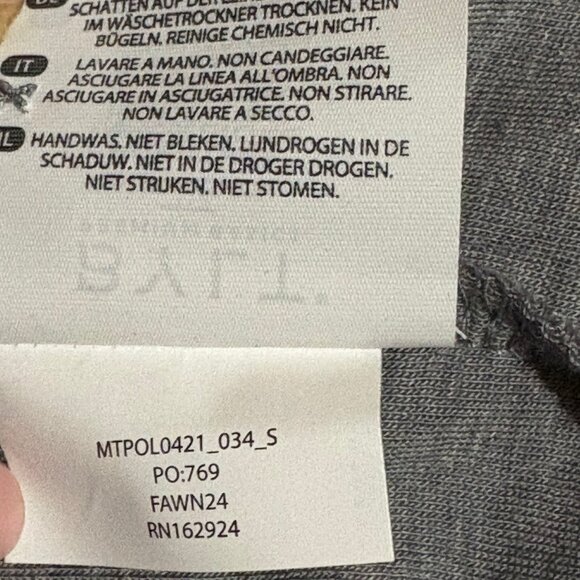 SCHATTEN AUF DER
IM WÄSCHETROCKNER TROCKNEN. KEIN
BÜGELN. REINIGE CHEMISCH NICHT.
IT LAVARE A MANO. NON CANDEGGIARE.
ASCIUGARE LA LINEA ALL'OMBRA. NON
ASCIUGARE IN ASCIUGATRICE. NON STIRARE.
NON LAVARE A SECCO.
NL HANDWAS. NIET BLEKEN. LIJNDROGEN IN DE
SCHADUW. NIET IN DE DROGER DROGEN.
NIET STRIJKEN. NIET STOMEN.
MTPOL0421_034_S
PO:769
FAWN24
RN162924